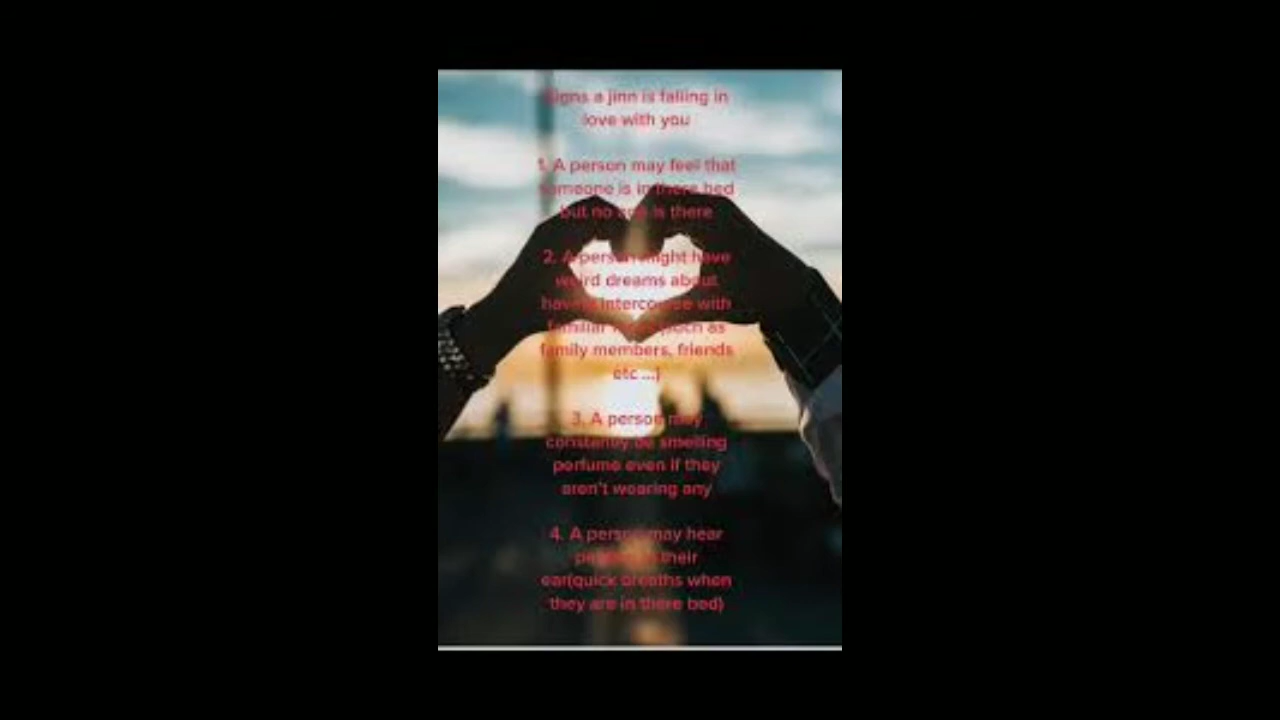 Signs a jinn is falling in
love with you
1. A person may feel that
someone is in there bed
but no one is there
2. A person might have
weird dreams about
having intercourse with
familiar (such as
family members, friends
etc ...)
3. A person may
constantly be smelling
perfume even if they
aren't wearing any
4. A person may hear
their
ear(quick breaths when
they are in there bed)